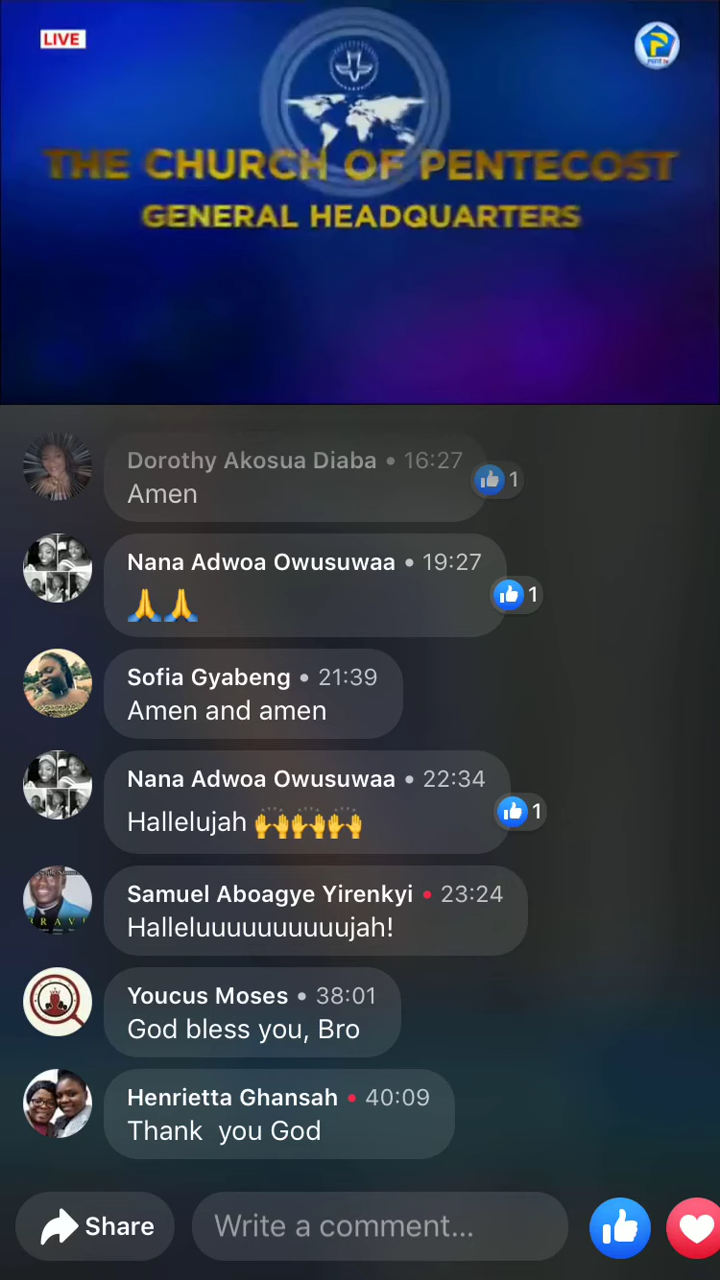 LIVE
THE CHURCH OF PENTECOST
GENERAL HEADQUARTERS
Dorothy Akosua Diaba • 16:27
Amen
1
Nana Adwoa Owusuwaa • 19:27
🙏🙏
1
Sofia Gyabeng • 21:39
Amen and amen
Nana Adwoa Owusuwaa • 22:34
Hallelujah 🙌🙌🙌
1
Samuel Aboagye Yirenkyi • 23:24
Halleluuuuuuuuuujah!
Youcus Moses • 38:01
God bless you, Bro
Henrietta Ghansah • 40:09
Thank  you God
Share
Write a comment...